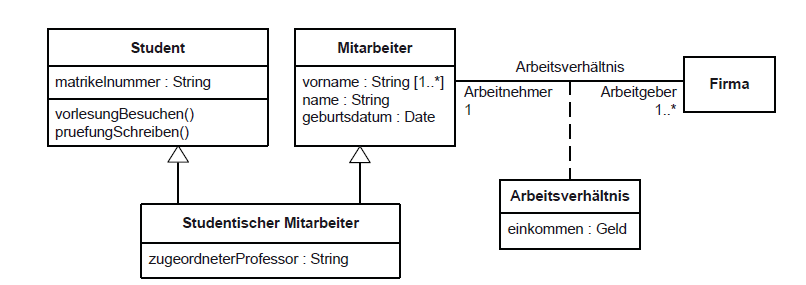 Student
matrikelnummer : String
vorlesungBesuchen()
pruefungSchreiben()
Mitarbeiter
vorname : String [1..*]
name : String
geburtsdatum : Date
Arbeitsverhältnis
Arbeitnehmer
1
Arbeitgeber
1..*
Firma
Arbeitsverhältnis
einkommen : Geld
Studentischer Mitarbeiter
zugeordneterProfessor : String